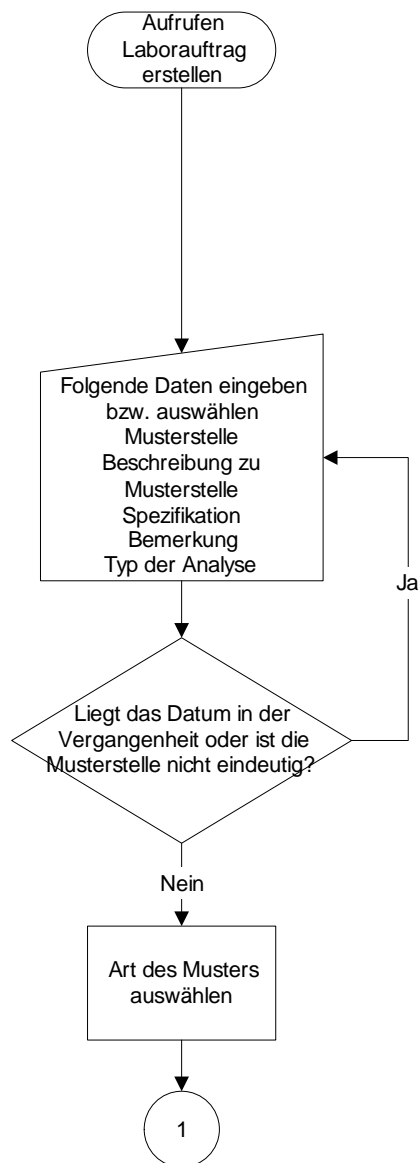 Aufrufen
Laborauftrag
erstellen
Folgende Daten eingeben
bzw. auswählen
Musterstelle
Beschreibung zu
Musterstelle
Spezifikation
Bemerkung
Typ der Analyse
Ja
Liegt das Datum in der
Vergangenheit oder ist die
Musterstelle nicht eindeutig?
Nein
Art des Musters
auswählen
1